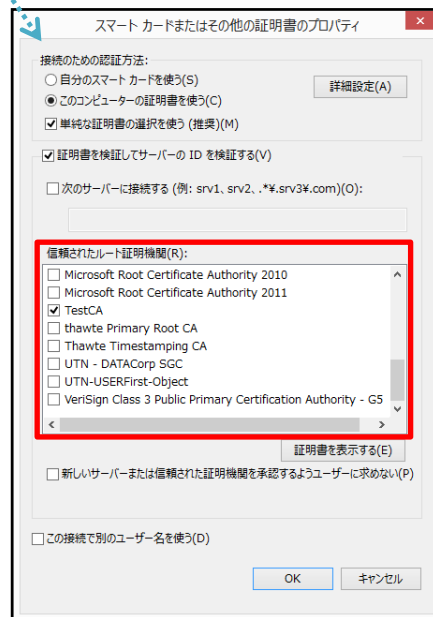 スマート カードまたはその他の証明書のプロパティ
×
接続のための認証方法:
自分のスマート カードを使う(S)
詳細設定(A)
このコンピューターの証明書を使う(C)
単純な証明書の選択を使う (推奨)(M)
証明書を検証してサーバーの ID を検証する(V)
次のサーバーに接続する (例: srv1、srv2、.*¥.srv3¥.com)(O):
信頼されたルート証明機関(R):
Microsoft Root Certificate Authority 2010
Microsoft Root Certificate Authority 2011
TestCA
thawte Primary Root CA
Thawte Timestamping CA
UTN - DATACorp SGC
UTN-USERFirst-Object
VeriSign Class 3 Public Primary Certification Authority - G5
証明書を表示する(E)
新しいサーバーまたは信頼された証明機関を承認するようユーザーに求めない(P)
この接続で別のユーザー名を使う(D)
OK
キャンセル